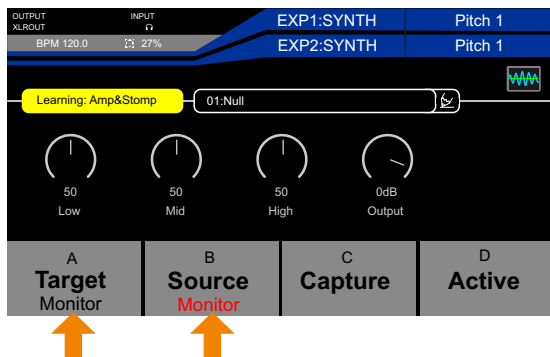 OUTPUT INPUT EXP1:SYNTH Pitch 1
XLROUT
BPM 120.0 27% EXP2:SYNTH Pitch 1
Learning: Amp&Stomp 01:Null
50 50 50 0dB
Low Mid High Output
A B C D
Target Source Capture Active
Monitor Monitor